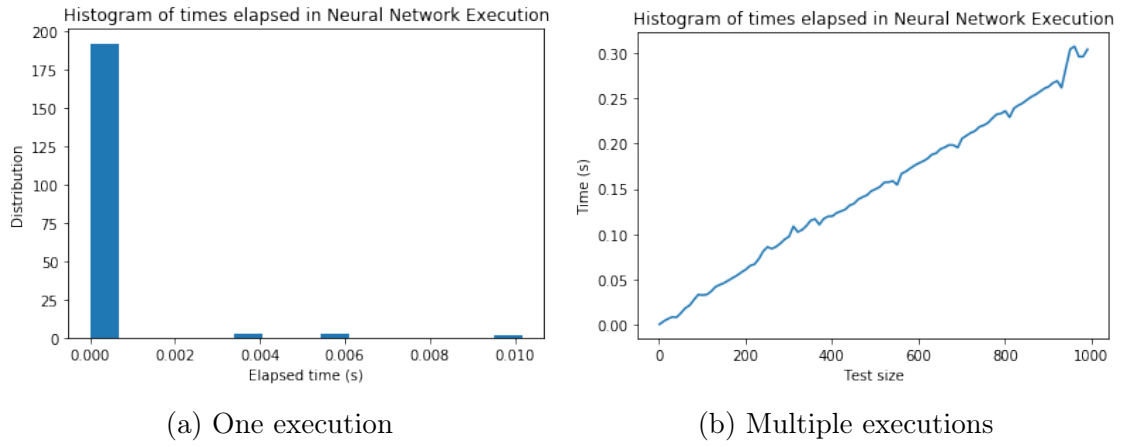 Histogram of times elapsed in Neural Network Execution
200
175
150
125
100
75
50
25
0
Distribution
0.000 0.002 0.004 0.006 0.008 0.010
Elapsed time (s)
(a) One execution
Histogram of times elapsed in Neural Network Execution
0.30
0.25
0.20
0.15
0.10
0.05
0.00
Time (s)
0 200 400 600 800 1000
Test size
(b) Multiple executions